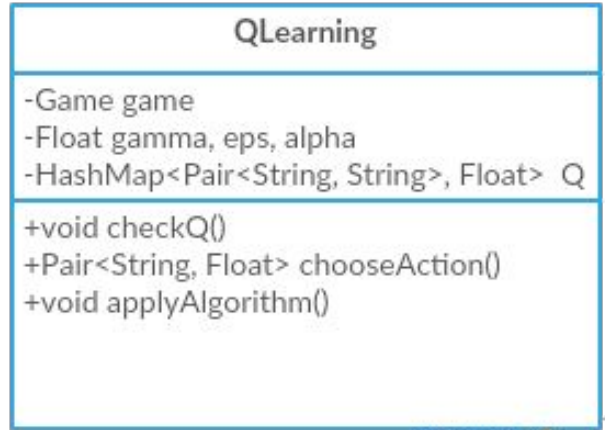 QLearning
-Game game
-Float gamma, eps, alpha
-HashMap<Pair<String, String>, Float> Q
+void checkQ()
+Pair<String, Float> chooseAction()
+void applyAlgorithm()